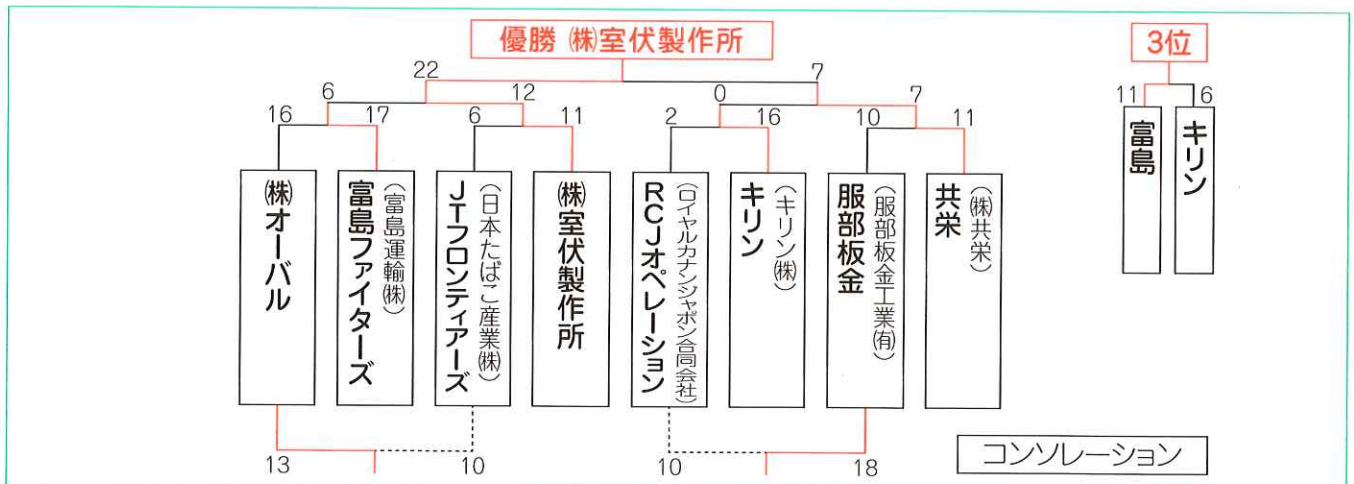 優勝 ㈱室伏製作所
3位
22
7
6
12
0
7
11
6
16
17
6
11
2
16
10
11
富島
キリン
㈱オーバル
富島ファイターズ
（富島運輸㈱）
JTフロンティアーズ
（日本たばこ産業㈱）
㈱室伏製作所
RCJオペレーション
（ロイヤルカナンジャポン合同会社）
キリン
（キリン㈱）
服部板金
（服部板金工業㈲）
共栄
（㈱共栄）
13
10
10
18
コンソレーション